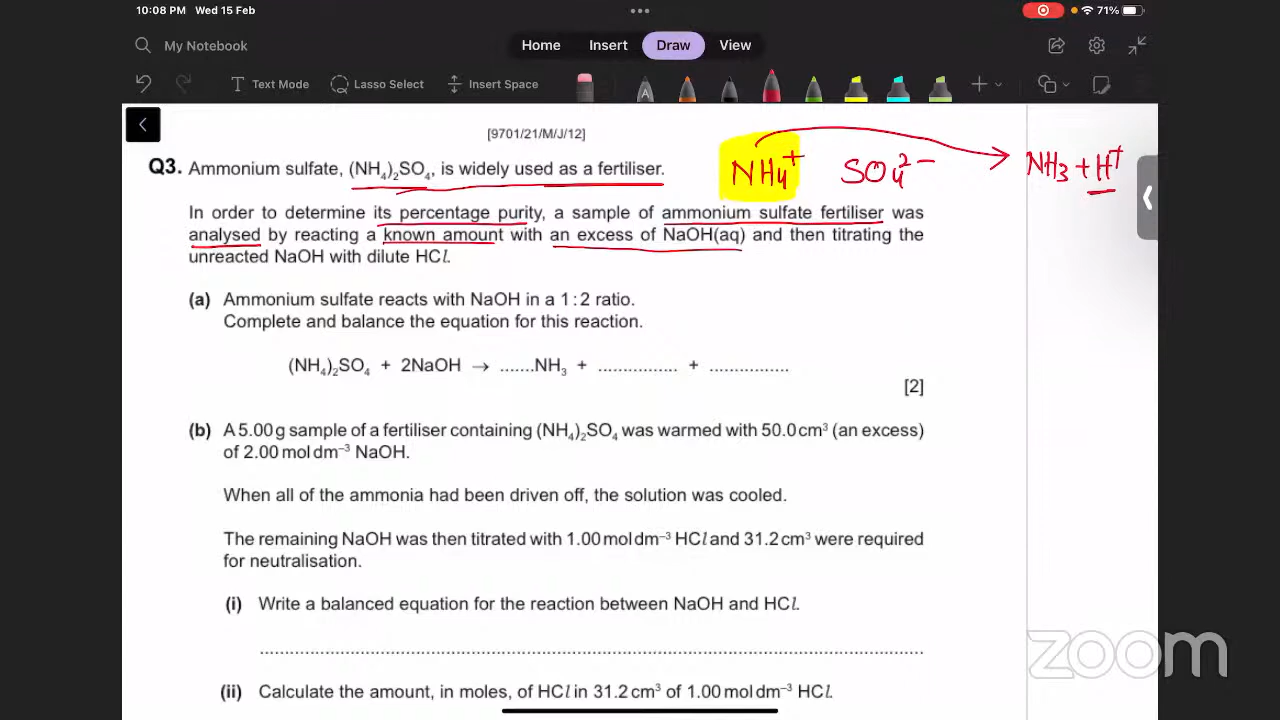 10:08 PM Wed 15 Feb
71%
My Notebook
Home Insert Draw View
Text Mode Lasso Select Insert Space
[9701/21/M/J/12]
NH₄⁺ SO₄²⁻ NH₃ + H⁺
Q3. Ammonium sulfate, (NH₄)₂SO₄, is widely used as a fertiliser.
In order to determine its percentage purity, a sample of ammonium sulfate fertiliser was
analysed by reacting a known amount with an excess of NaOH(aq) and then titrating the
unreacted NaOH with dilute HCl.
(a) Ammonium sulfate reacts with NaOH in a 1:2 ratio.
Complete and balance the equation for this reaction.
(NH₄)₂SO₄ + 2NaOH → .......NH₃ + ................ + ................
[2]
(b) A 5.00 g sample of a fertiliser containing (NH₄)₂SO₄ was warmed with 50.0 cm³ (an excess)
of 2.00 mol dm⁻³ NaOH.
When all of the ammonia had been driven off, the solution was cooled.
The remaining NaOH was then titrated with 1.00 mol dm⁻³ HCl and 31.2 cm³ were required
for neutralisation.
(i) Write a balanced equation for the reaction between NaOH and HCl.
....................................................................................................................................
(ii) Calculate the amount, in moles, of HCl in 31.2 cm³ of 1.00 mol dm⁻³ HCl.
zoom